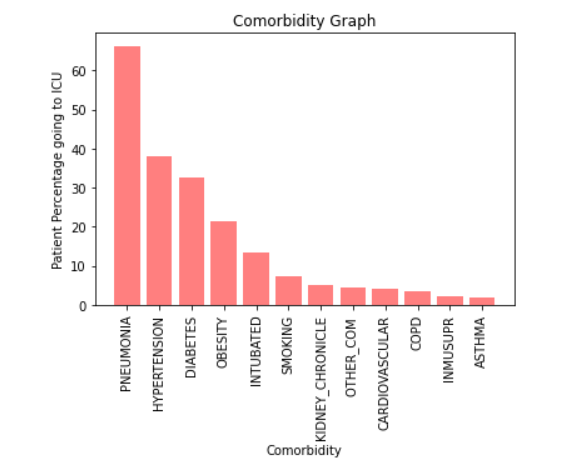 Comorbidity Graph
Patient Percentage going to ICU
60
50
40
30
20
10
0
PNEUMONIA
HYPERTENSION
DIABETES
OBESITY
INTUBATED
SMOKING
KIDNEY_CHRONICLE
OTHER_COM
CARDIOVASCULAR
COPD
INMUSUPR
ASTHMA
Comorbidity